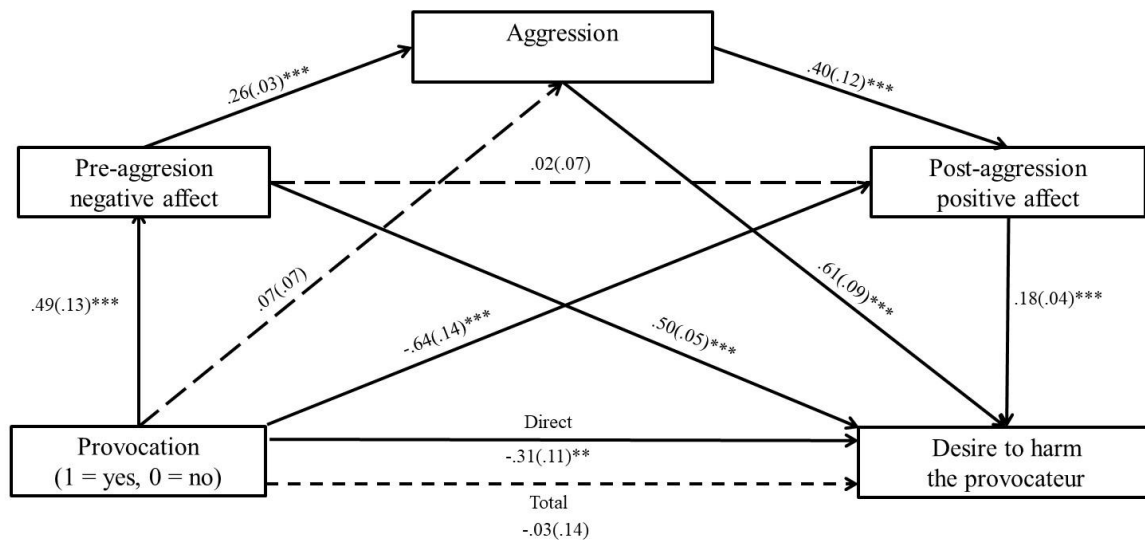 Aggression
.26(.03)***
.40(.12)***
Pre-aggresion
negative affect
.02(.07)
Post-aggression
positive affect
.49(.13)***
.07(.07)
-.64(.14)***
.50(.05)***
.61(.09)***
.18(.04)***
Provocation
(1 = yes, 0 = no)
Direct
-.31(.11)**
Total
-.03(.14)
Desire to harm
the provocateur